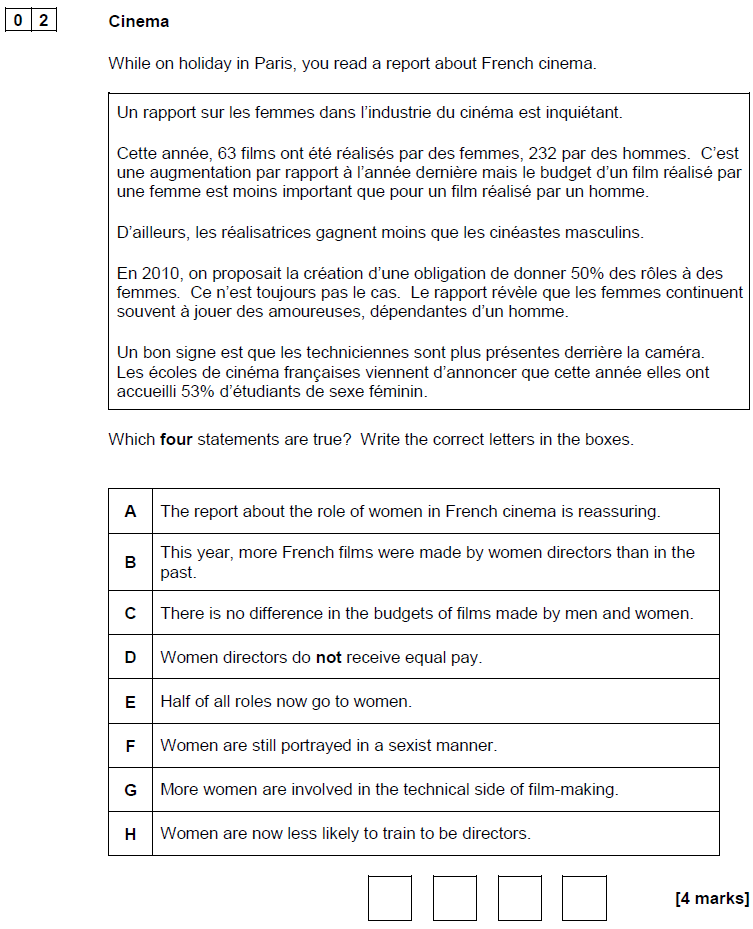 0 2 Cinema
While on holiday in Paris, you read a report about French cinema.
Un rapport sur les femmes dans l’industrie du cinéma est inquiétant.
Cette année, 63 films ont été réalisés par des femmes, 232 par des hommes. C’est
une augmentation par rapport à l’année dernière mais le budget d’un film réalisé par
une femme est moins important que pour un film réalisé par un homme.
D’ailleurs, les réalisatrices gagnent moins que les cinéastes masculins.
En 2010, on proposait la création d’une obligation de donner 50% des rôles à des
femmes. Ce n’est toujours pas le cas. Le rapport révèle que les femmes continuent
souvent à jouer des amoureuses, dépendantes d’un homme.
Un bon signe est que les techniciennes sont plus présentes derrière la caméra.
Les écoles de cinéma françaises viennent d’annoncer que cette année elles ont
accueilli 53% d’étudiants de sexe féminin.
Which four statements are true? Write the correct letters in the boxes.
A The report about the role of women in French cinema is reassuring.
B This year, more French films were made by women directors than in the
past.
C There is no difference in the budgets of films made by men and women.
D Women directors do not receive equal pay.
E Half of all roles now go to women.
F Women are still portrayed in a sexist manner.
G More women are involved in the technical side of film-making.
H Women are now less likely to train to be directors.
[4 marks]